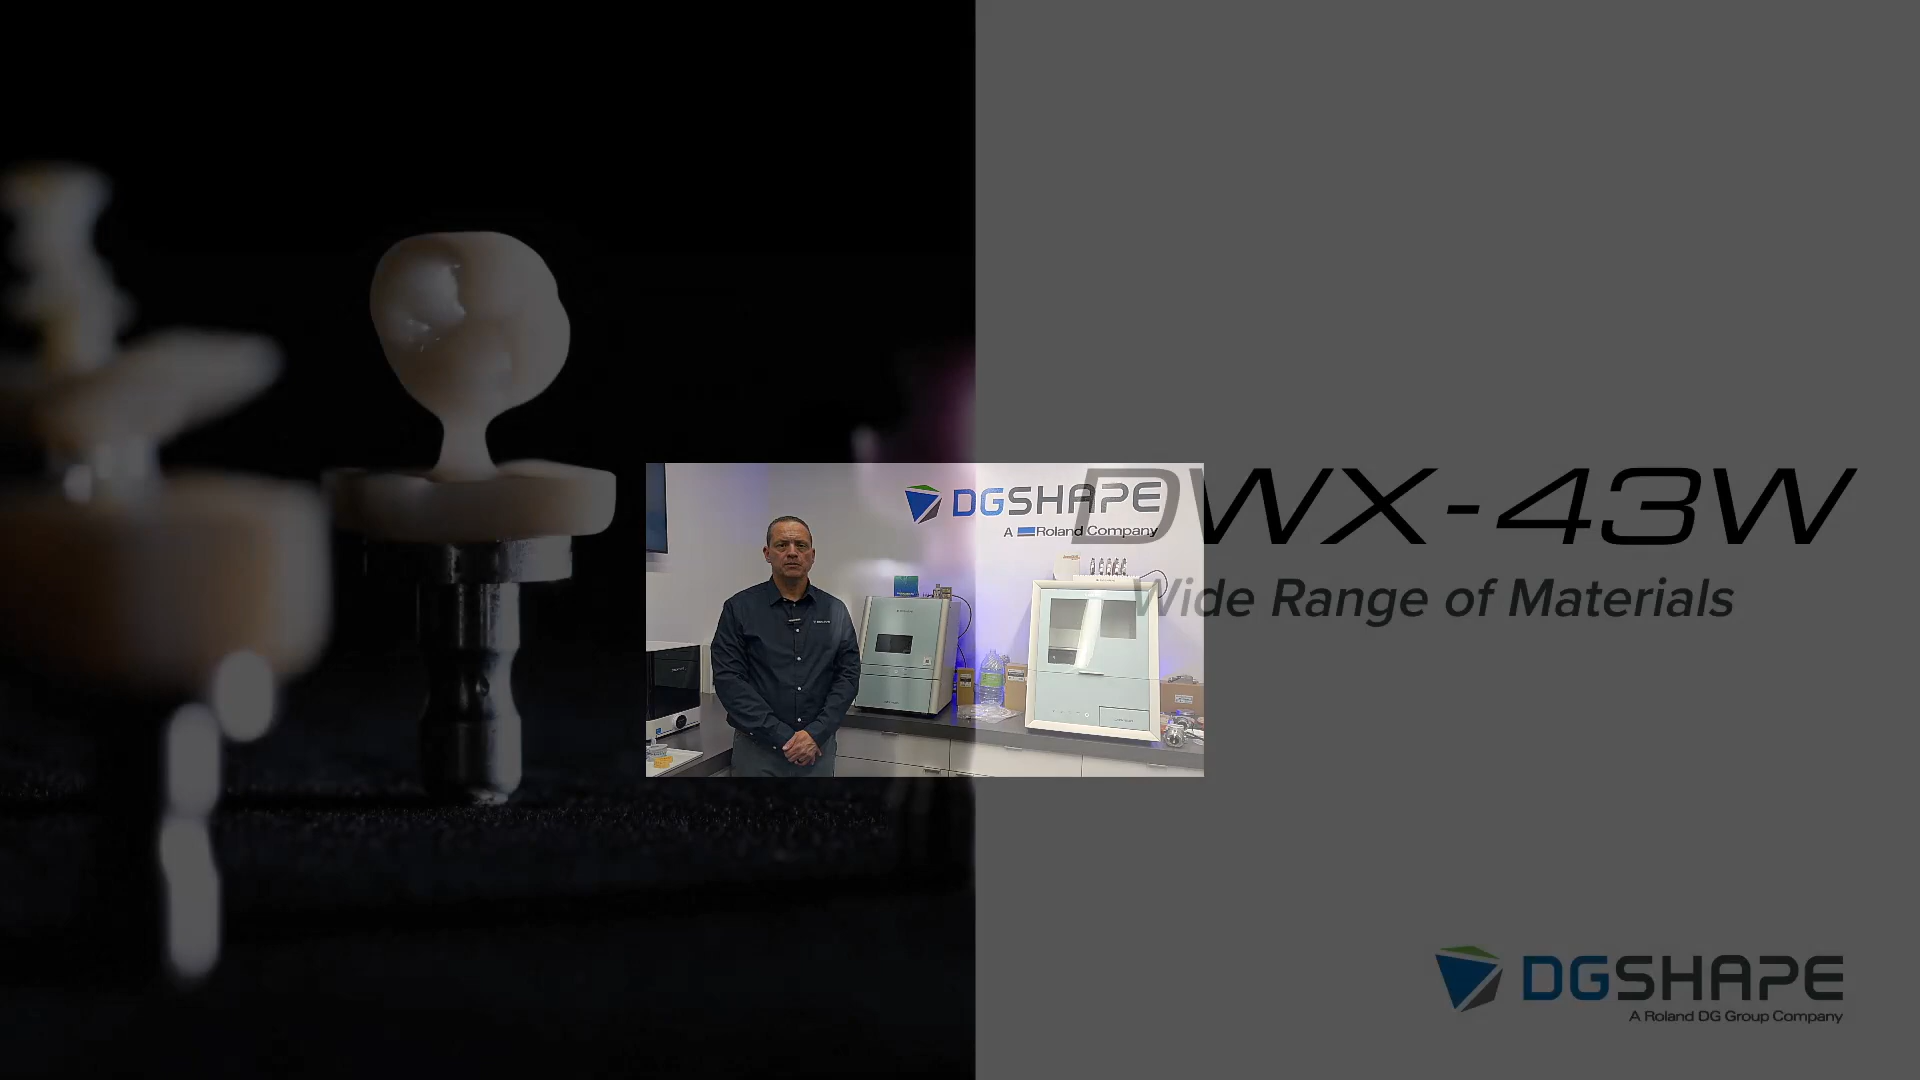 DGSHAPE
A Roland Company
DWX-43W
Wide Range of Materials
DGSHAPE
A Roland DG Group Company